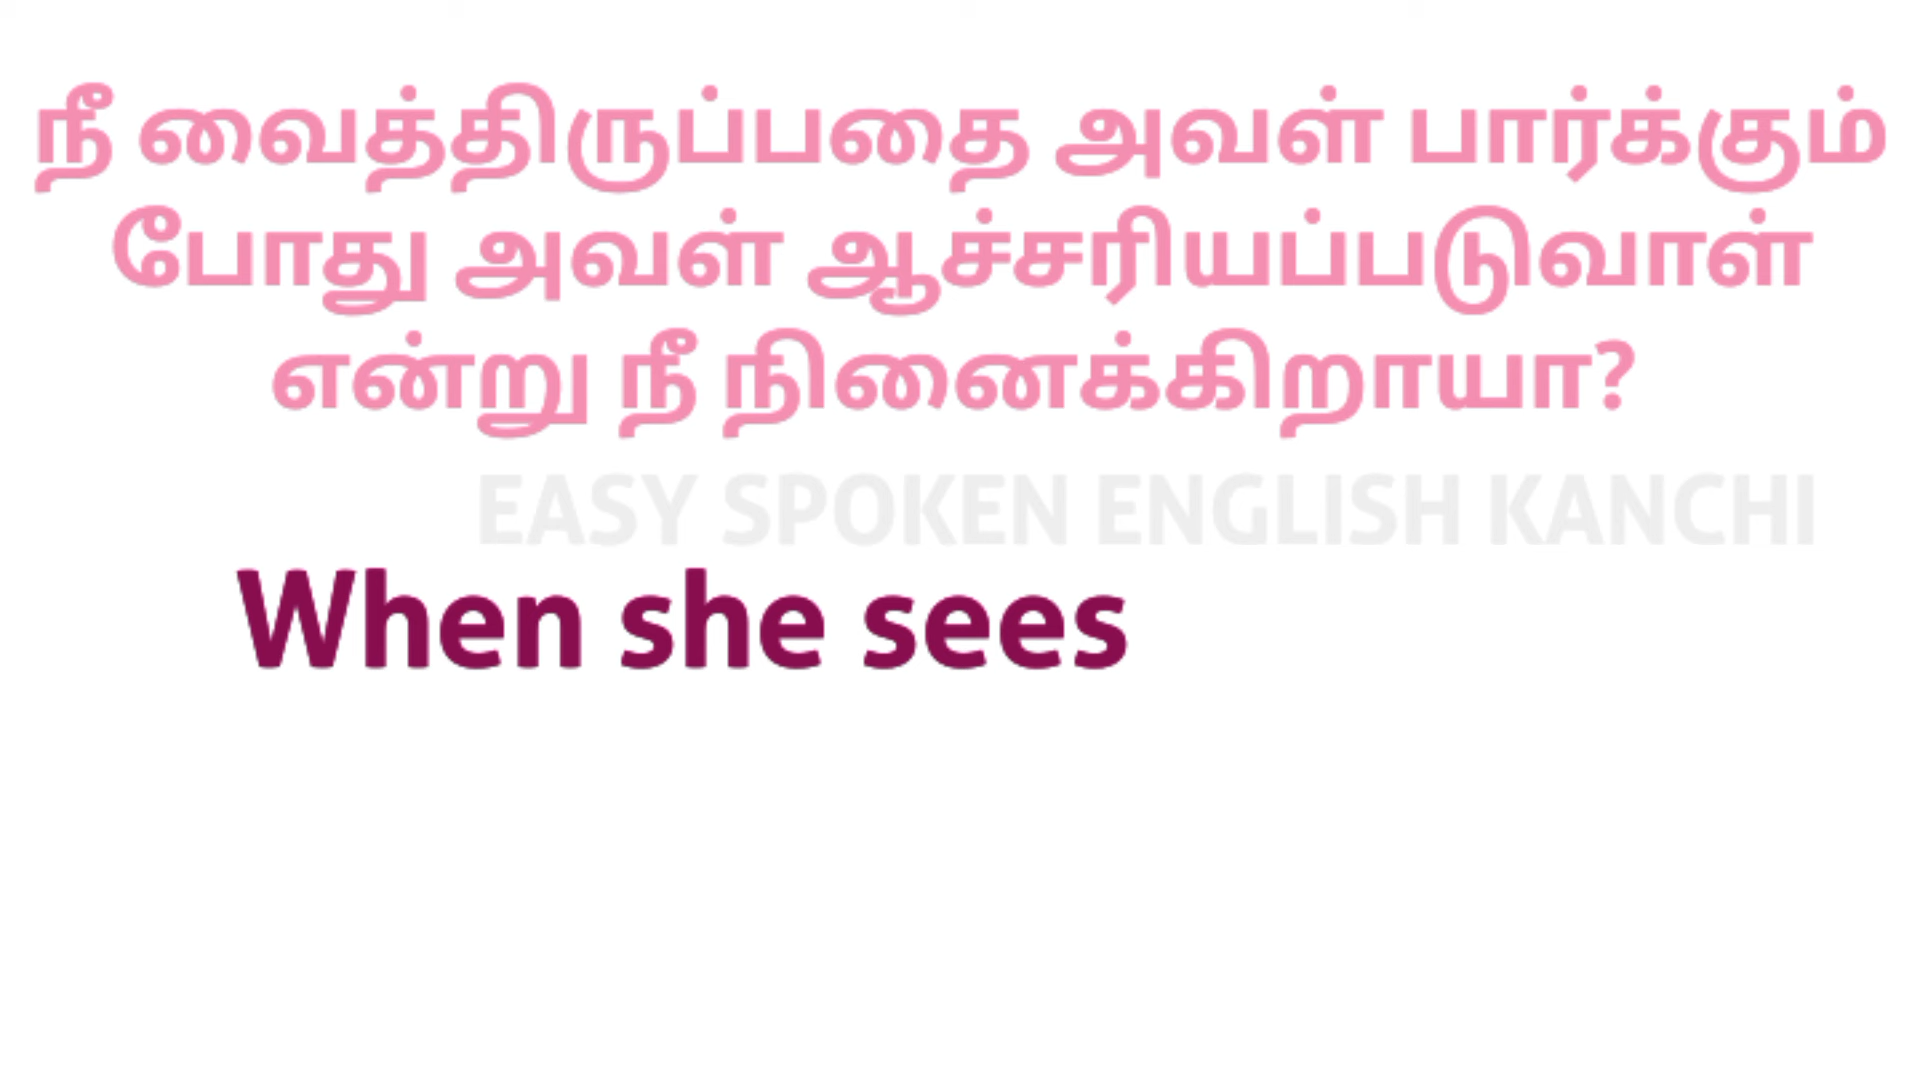 நீ வைத்திருப்பதை அவள் பார்க்கும்
போது அவள் ஆச்சரியப்படுவாள்
என்று நீ நினைக்கிறாயா?
EASY SPOKEN ENGLISH KANCHI
When she sees